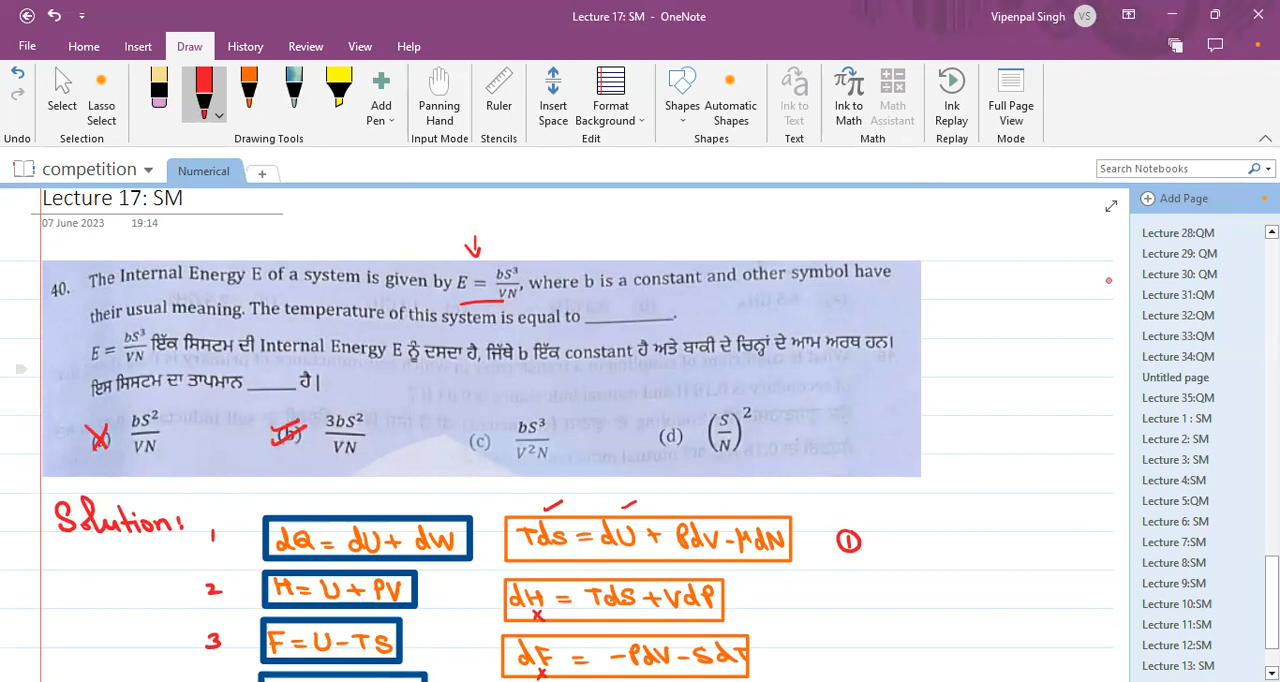 Lecture 17: SM - OneNote
Vipenpal Singh VS
File Home Insert Draw History Review View Help
Select Lasso Select Add Pen Panning Hand Ruler Insert Space Format Background Shapes Automatic Shapes Ink to Text Ink to Math Math Assistant Ink Replay Full Page View
Undo Selection Drawing Tools Input Mode Stencils Edit Shapes Text Math Replay Mode
competition Numerical + Search Notebooks
Lecture 17: SM
07 June 2023 19:14
40. The Internal Energy E of a system is given by E = bS³/VN, where b is a constant and other symbol have
their usual meaning. The temperature of this system is equal to ________.
E = bS³/VN ਇੱਕ ਸਿਸਟਮ ਦੀ Internal Energy E ਨੂੰ ਦਸਦਾ ਹੈ, ਜਿੱਥੇ b ਇੱਕ constant ਹੈ ਅਤੇ ਬਾਕੀ ਦੇ ਚਿਨ੍ਹਾਂ ਦੇ ਆਮ ਅਰਥ ਹਨ।
ਇਸ ਸਿਸਟਮ ਦਾ ਤਾਪਮਾਨ ______ ਹੈ|
(a) bS²/VN (b) 3bS²/VN (c) bS³/V²N (d) (S/N)²
Solution:
1 dQ = dU + dW TdS = dU + PdV - μdN ①
2 H = U + PV dH = TdS + VdP
3 F = U - TS dF = -PdV - SdT
Add Page
Lecture 28:QM
Lecture 29: QM
Lecture 30: QM
Lecture 31:QM
Lecture 32:QM
Lecture 33:QM
Lecture 34:QM
Untitled page
Lecture 35:QM
Lecture 1 : SM
Lecture 2: SM
Lecture 3: SM
Lecture 4:SM
Lecture 5:QM
Lecture 6: SM
Lecture 7:SM
Lecture 8:SM
Lecture 9:SM
Lecture 10:SM
Lecture 11:SM
Lecture 12:SM
Lecture 13: SM